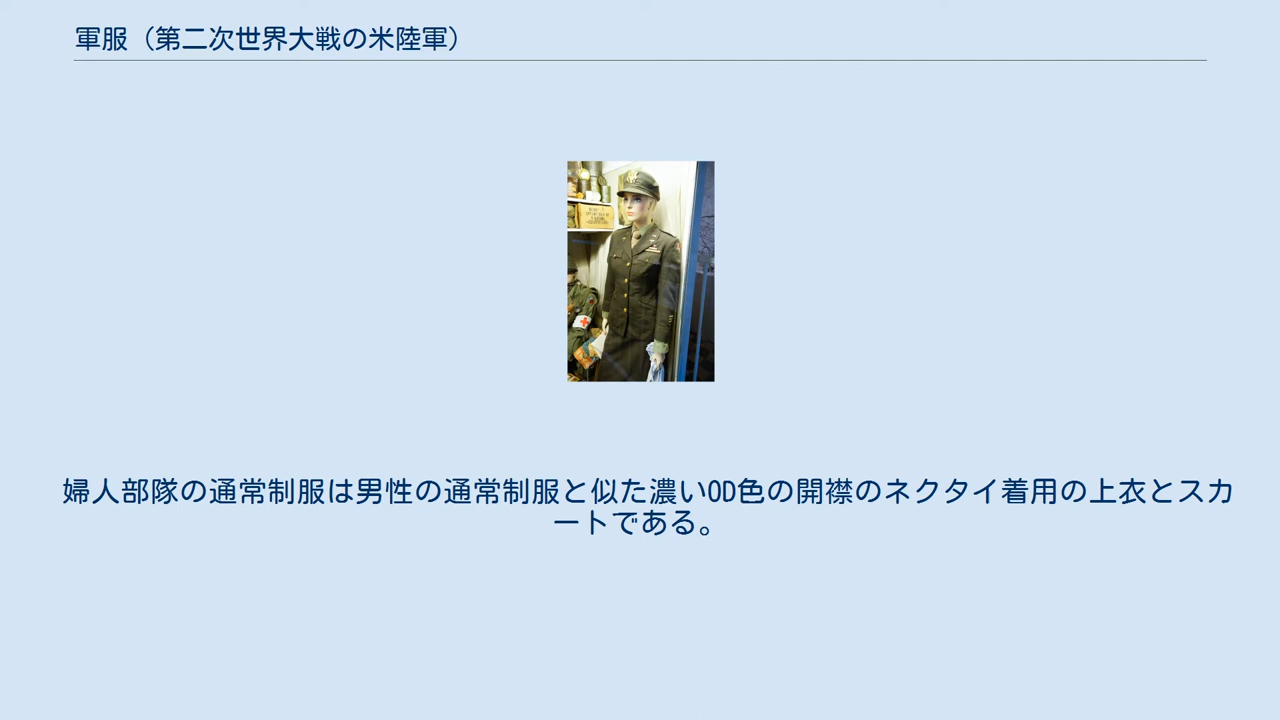 軍服（第二次世界大戦の米陸軍）
婦人部隊の通常制服は男性の通常制服と似た濃いOD色の開襟のネクタイ着用の上衣とスカ
ートである。